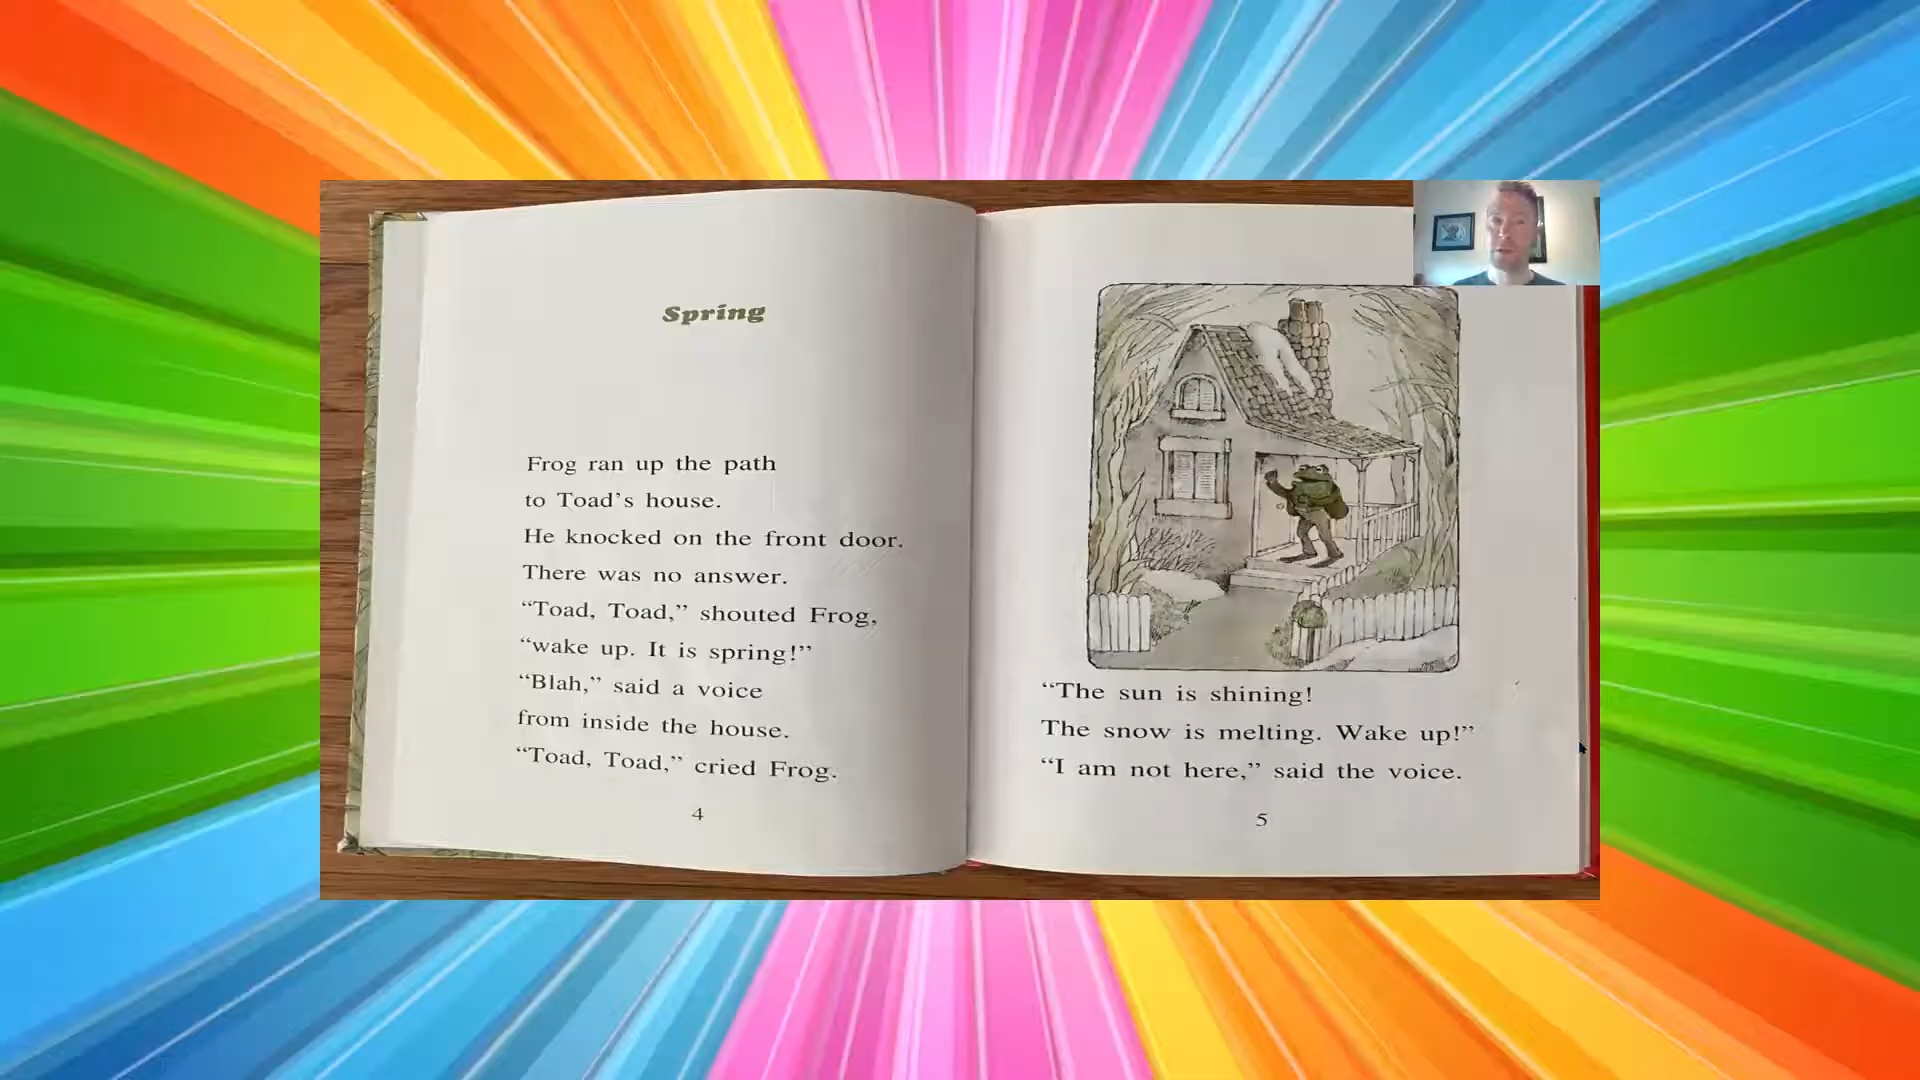 Spring
Frog ran up the path
to Toad's house.
He knocked on the front door.
There was no answer.
“Toad, Toad,” shouted Frog,
“wake up. It is spring!”
“Blah,” said a voice
from inside the house.
“Toad, Toad,” cried Frog.
4
“The sun is shining!
The snow is melting. Wake up!”
“I am not here,” said the voice.
5